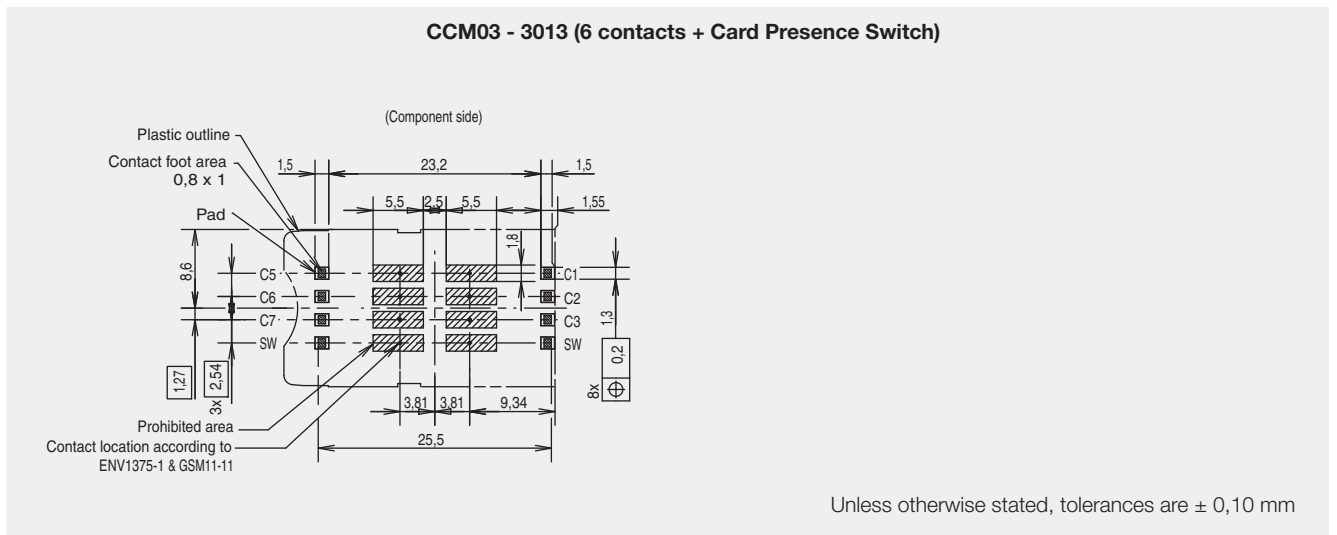 CCM03 - 3013 (6 contacts + Card Presence Switch)
(Component side)
Plastic outline
Contact foot area
0,8 x 1
Pad
1,5
23,2
1,5
5,5
2,5
5,5
1,55
1,8
8,6
C5
C1
C6
C2
C7
C3
SW
SW
1,3
1,27
3x 2,54
8x ⌖ 0,2
3,81
3,81
9,34
Prohibited area
25,5
Contact location according to
ENV1375-1 & GSM11-11
Unless otherwise stated, tolerances are ± 0,10 mm